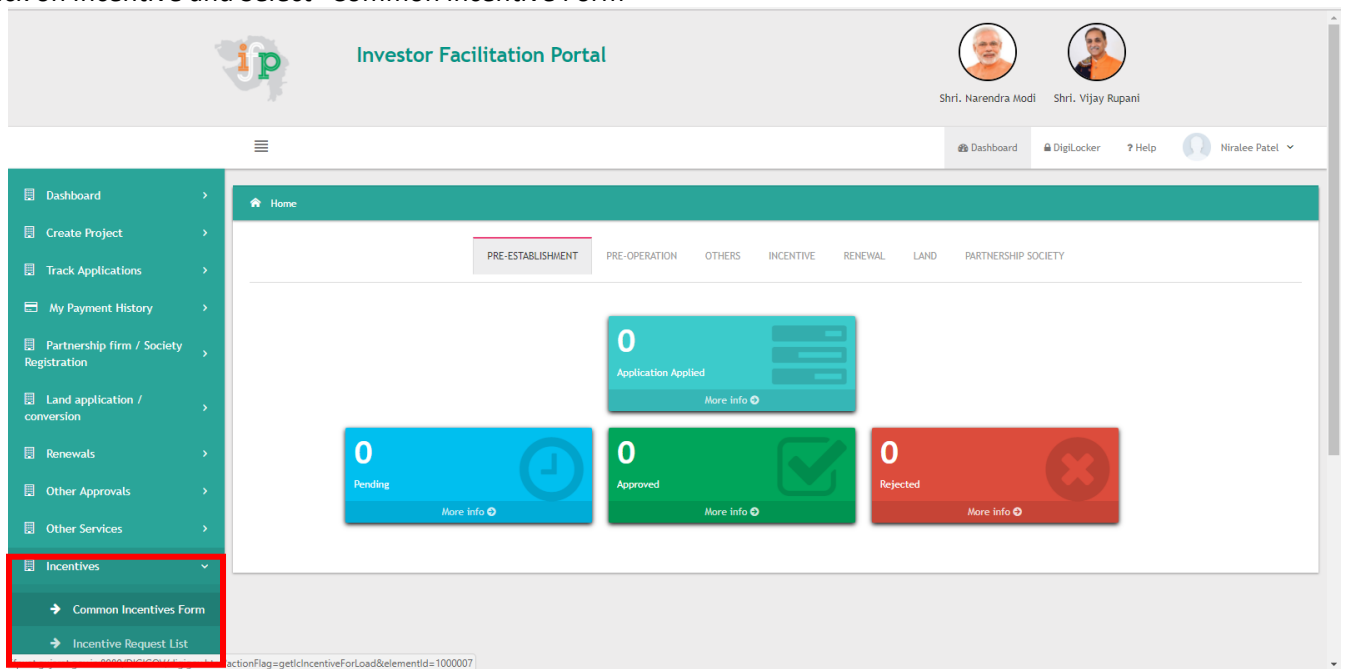 ifp
Investor Facilitation Portal
Shri. Narendra Modi
Shri. Vijay Rupani
Dashboard
DigiLocker
? Help
Niralee Patel
Dashboard
Create Project
Track Applications
My Payment History
Partnership firm / Society
Registration
Land application /
conversion
Renewals
Other Approvals
Other Services
Incentives
Common Incentives Form
Incentive Request List
Home
PRE-ESTABLISHMENT
PRE-OPERATION
OTHERS
INCENTIVE
RENEWAL
LAND
PARTNERSHIP SOCIETY
0
Application Applied
More info
0
Pending
More info
0
Approved
More info
0
Rejected
More info
actionFlag=getIcIncentiveForLoad&elementId=1000007